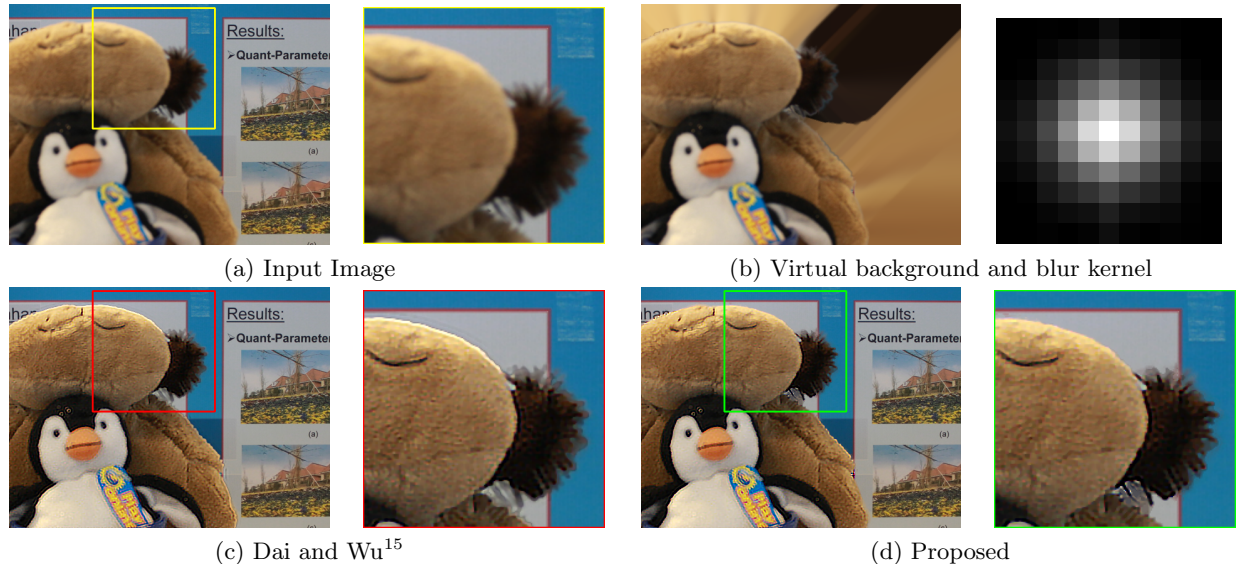 Results:
➢Quant-Parameter
(a)
(a) Input Image
(b) Virtual background and blur kernel
Results:
➢Quant-Parameter
(a)
Results:
➢Quant-Parameter
(a)
(c) Dai and Wu15
(d) Proposed